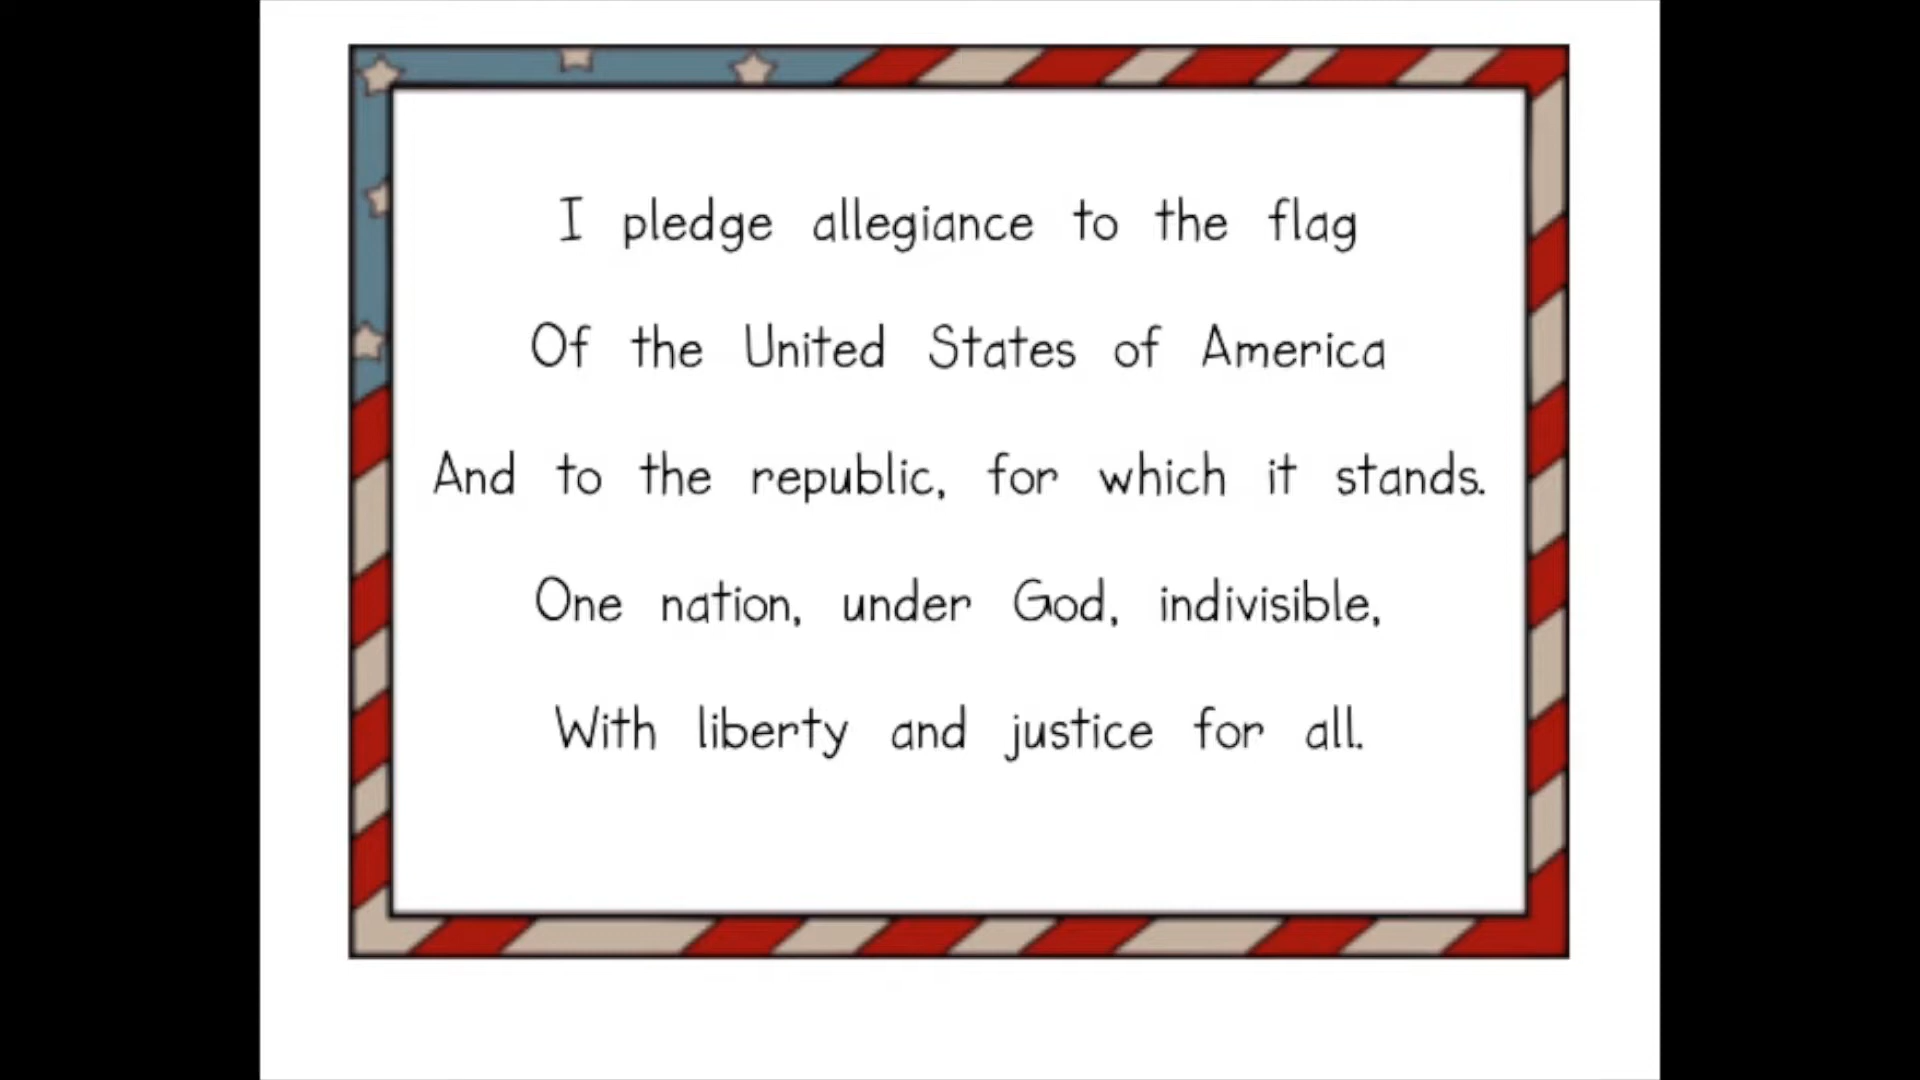 I pledge allegiance to the flag
Of the United States of America
And to the republic, for which it stands.
One nation, under God, indivisible,
With liberty and justice for all.